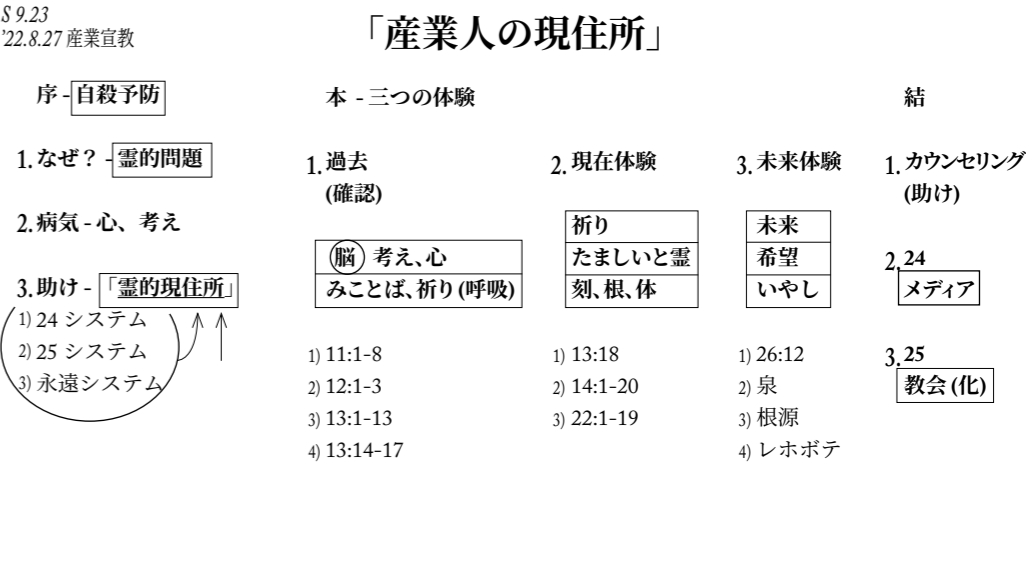 S 9.23
'22.8.27 産業宣教
「産業人の現住所」
序 - 自殺予防
1. なぜ？ - 霊的問題
2. 病気 - 心、考え
3. 助け - 「霊的現住所」
1) 24 システム
2) 25 システム
3) 永遠システム
本 - 三つの体験
1. 過去
(確認)
脳 考え、心
みことば、祈り (呼吸)
1) 11:1-8
2) 12:1-3
3) 13:1-13
4) 13:14-17
2. 現在体験
祈り
たましいと霊
刻、根、体
1) 13:18
2) 14:1-20
3) 22:1-19
3. 未来体験
未来
希望
いやし
1) 26:12
2) 泉
3) 根源
4) レホボテ
結
1. カウンセリング
(助け)
2. 24
メディア
3. 25
教会 (化)